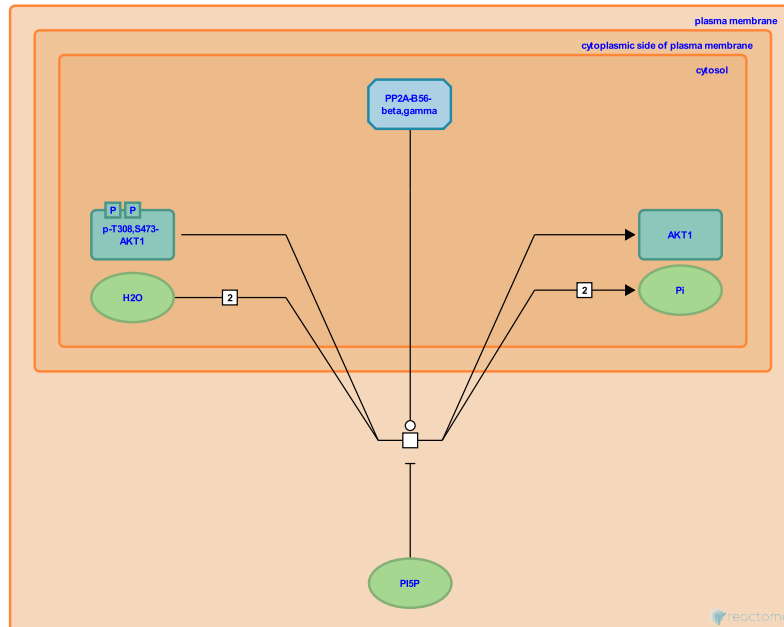 plasma membrane
cytoplasmic side of plasma membrane
cytosol
PP2A-B56-
beta,gamma
P P
p-T308,S473-
AKT1
AKT1
H2O
2
2
Pi
PI5P
reactome